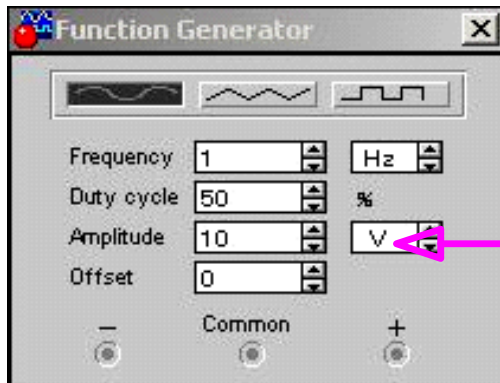 Function Generator
Frequency 1 Hz
Duty cycle 50 %
Amplitude 10 V
Offset 0
− Common +